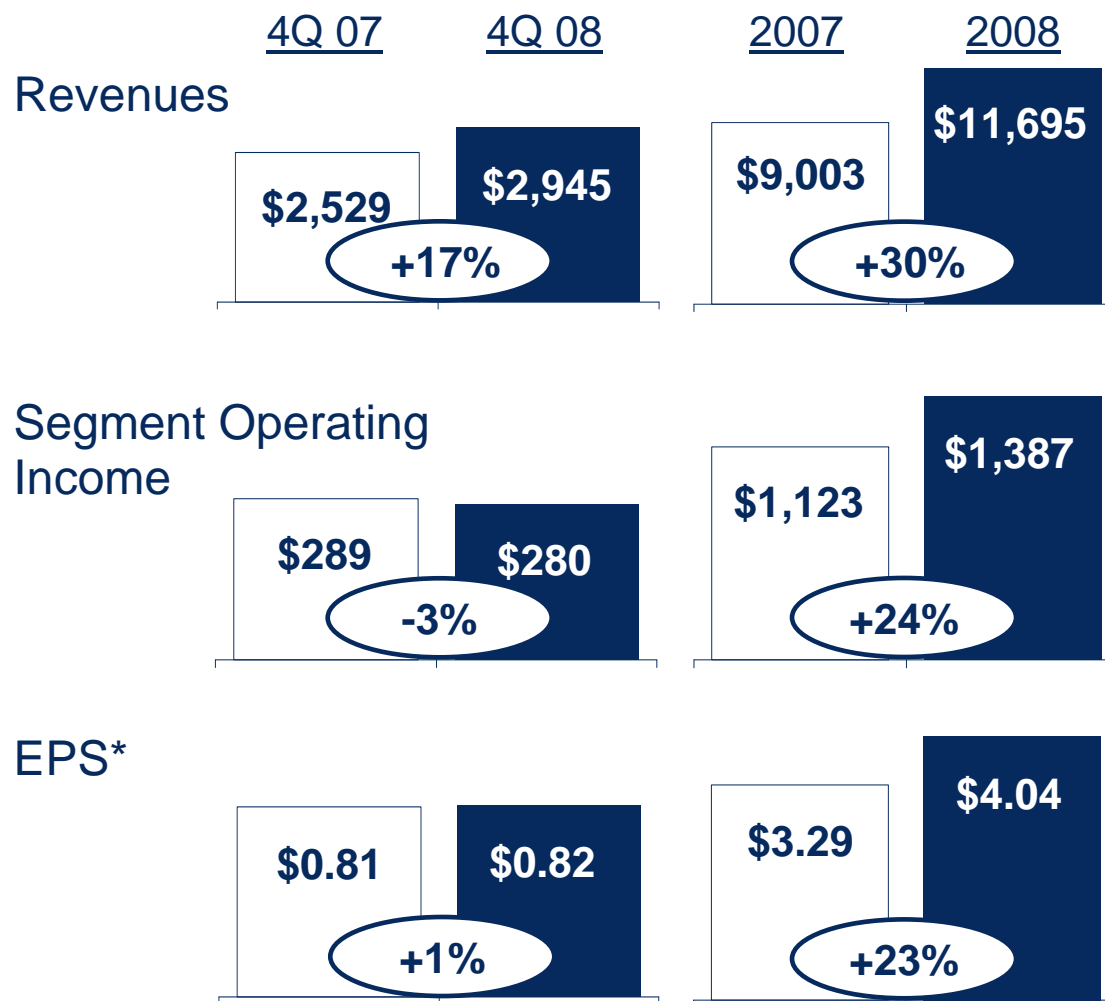 4Q 07 4Q 08 2007 2008
Revenues
$2,529 $2,945 $9,003 $11,695
+17% +30%
Segment Operating
Income
$289 $280 $1,123 $1,387
-3% +24%
EPS*
$0.81 $0.82 $3.29 $4.04
+1% +23%